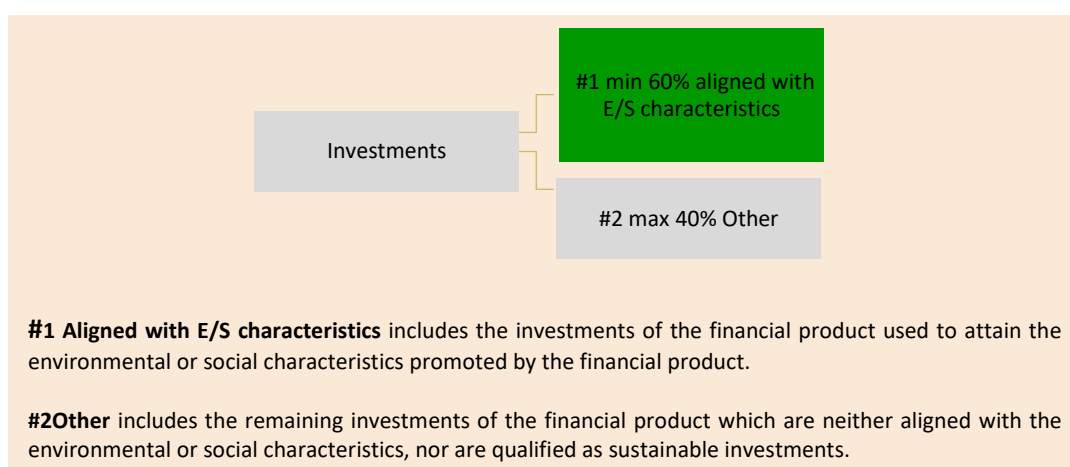 #1 min 60% aligned with
E/S characteristics
Investments
#2 max 40% Other
#1 Aligned with E/S characteristics includes the investments of the financial product used to attain the
environmental or social characteristics promoted by the financial product.
#2Other includes the remaining investments of the financial product which are neither aligned with the
environmental or social characteristics, nor are qualified as sustainable investments.